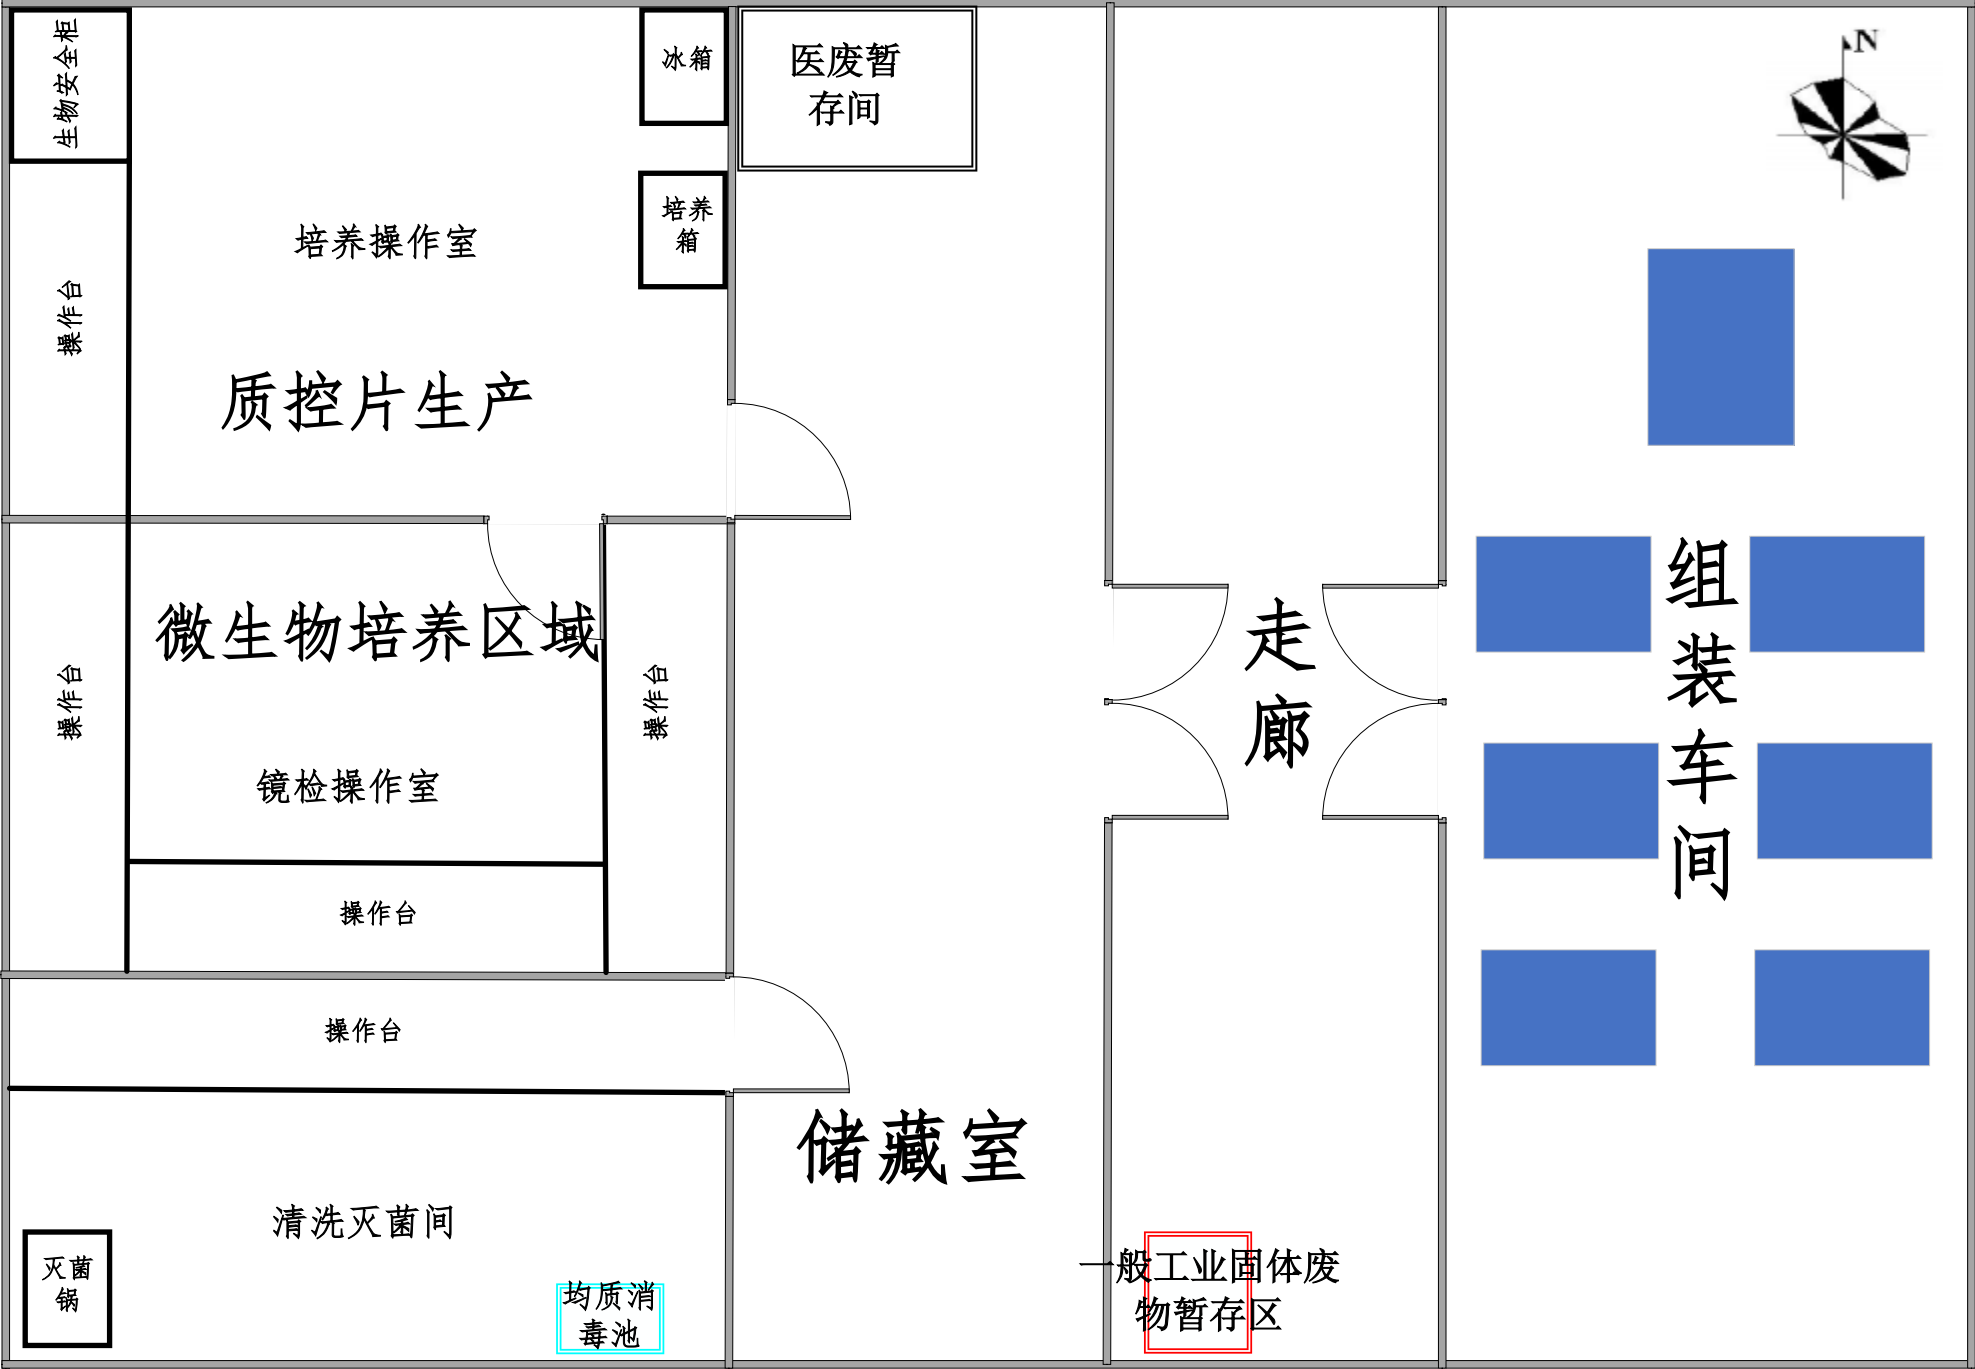 生物安全柜
冰箱
医废暂
存间
N
培养
箱
培养操作室
操作台
质控片生产
微生物培养区域
操作台
操作台
镜检操作室
操作台
走廊
组装车间
操作台
储藏室
清洗灭菌间
灭菌
锅
均质消
毒池
一般工业固体废
物暂存区